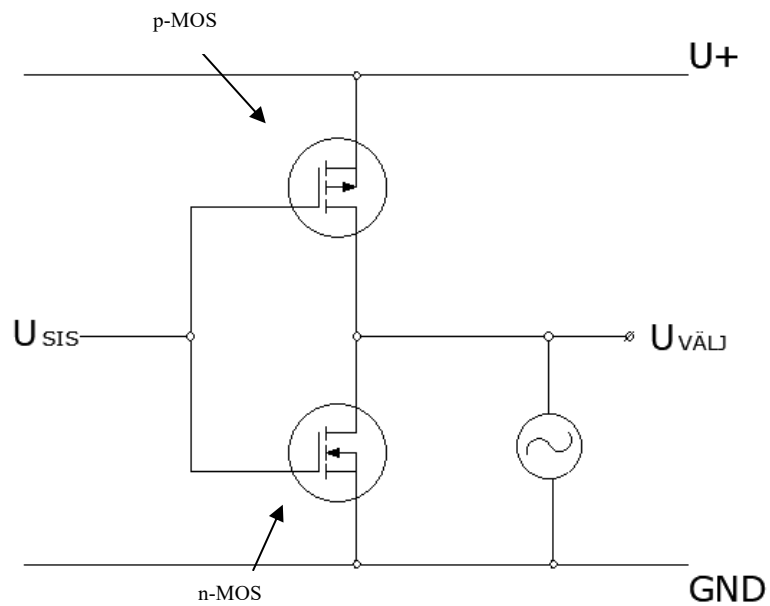 p-MOS
U+
U SIS
U VÄLJ
n-MOS
GND